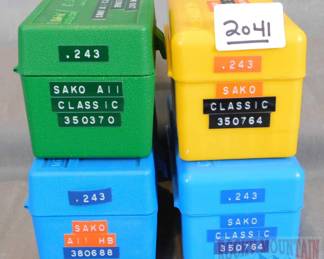 2041
.243
SAKO AII
CLASSIC
350370
.243
SAKO
CLASSIC
350764
.243
SAKO
AII HB
380688
.243
SAKO
CLASSIC
350764